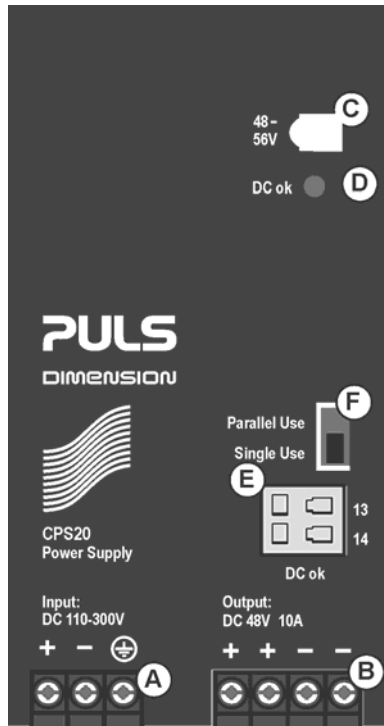 C
48-
56V
DC ok
D
PULS
DIMENSION
F
Parallel Use
Single Use
E
13
14
CPS20
Power Supply
DC ok
Input:
DC 110-300V
Output:
DC 48V 10A
+ -
+ + - -
A
B